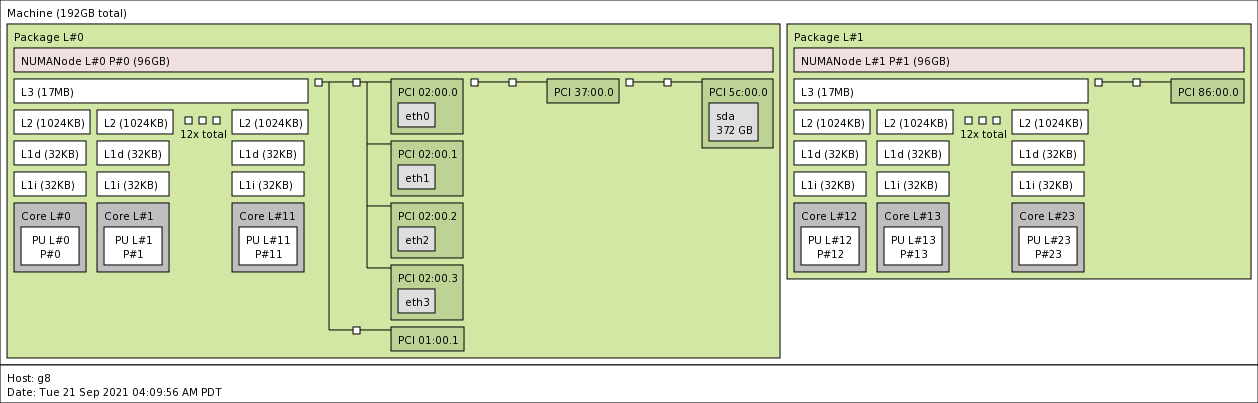 Machine (192GB total)
Package L#0
NUMANode L#0 P#0 (96GB)
L3 (17MB)
L2 (1024KB) L2 (1024KB) 12x total L2 (1024KB)
L1d (32KB) L1d (32KB) L1d (32KB)
L1i (32KB) L1i (32KB) L1i (32KB)
Core L#0 Core L#1 Core L#11
PU L#0 PU L#1 PU L#11
P#0 P#1 P#11
PCI 02:00.0
eth0
PCI 02:00.1
eth1
PCI 02:00.2
eth2
PCI 02:00.3
eth3
PCI 01:00.1
PCI 37:00.0
PCI 5c:00.0
sda
372 GB
Package L#1
NUMANode L#1 P#1 (96GB)
L3 (17MB)
L2 (1024KB) L2 (1024KB) 12x total L2 (1024KB)
L1d (32KB) L1d (32KB) L1d (32KB)
L1i (32KB) L1i (32KB) L1i (32KB)
Core L#12 Core L#13 Core L#23
PU L#12 PU L#13 PU L#23
P#12 P#13 P#23
PCI 86:00.0
Host: g8
Date: Tue 21 Sep 2021 04:09:56 AM PDT